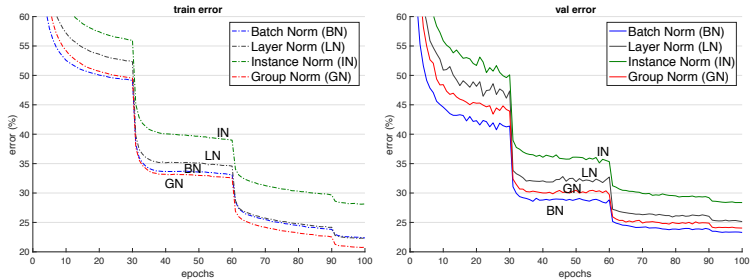 train error
60
55
50
45
40
35
30
25
20
error (%)
0 10 20 30 40 50 60 70 80 90 100
epochs
Batch Norm (BN)
Layer Norm (LN)
Instance Norm (IN)
Group Norm (GN)
IN
LN
BN
GN
val error
60
55
50
45
40
35
30
25
20
error (%)
0 10 20 30 40 50 60 70 80 90 100
epochs
Batch Norm (BN)
Layer Norm (LN)
Instance Norm (IN)
Group Norm (GN)
IN
LN
GN
BN